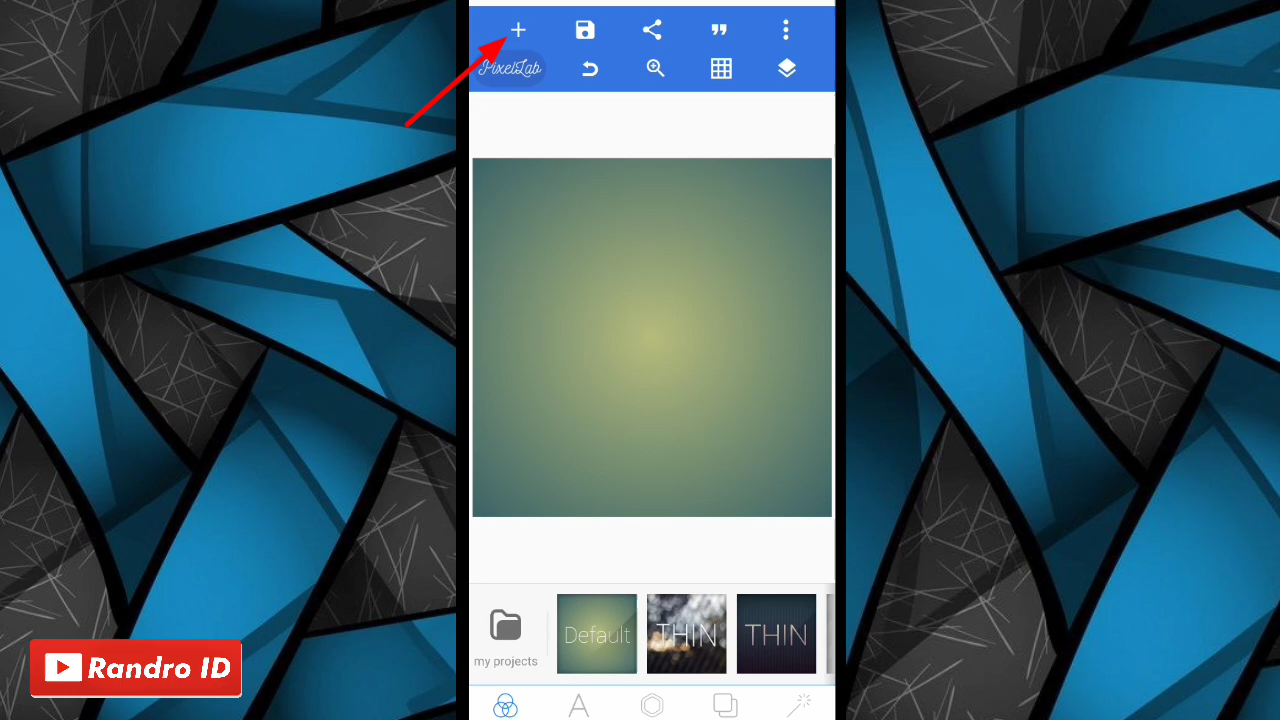 PixelLab
Default
THIN
THIN
my projects
Randro ID